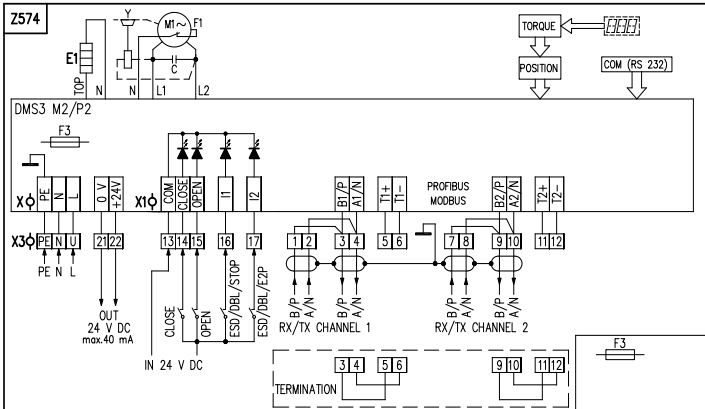 Z574
Y
M1~
F1
E1
TOP
C
N
N
L1
L2
TORQUE
POSITION
COM (RS 232)
DMS3 M2/P2
F3
X
PE
N
L
0 V
+24V
X1
COM
CLOSE
OPEN
I1
I2
B1/P
A1/N
T1+
T1-
PROFIBUS
MODBUS
B2/P
A2/N
T2+
T2-
X3
PE
N
U
21
22
13
14
15
16
17
1
2
3
4
5
6
7
8
9
10
11
12
PE N L
OUT
24 V DC
max.40 mA
CLOSE
OPEN
ESD/DBL/STOP
ESD/DBL/E2P
IN 24 V DC
B/P
A/N
B/P
A/N
RX/TX CHANNEL 1
B/P
A/N
B/P
A/N
RX/TX CHANNEL 2
TERMINATION
3
4
5
6
9
10
11
12
F3